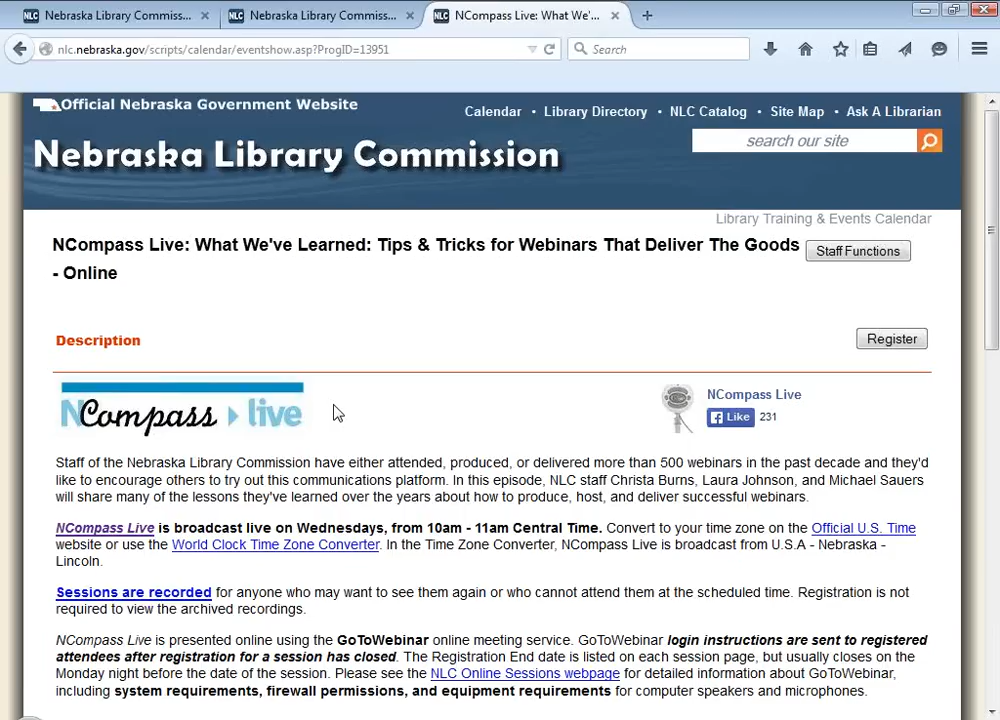 Nebraska Library Commiss... × Nebraska Library Commiss... × NCompass Live: What We'... × +
nlc.nebraska.gov/scripts/calendar/eventshow.asp?ProgID=13951 Search
Official Nebraska Government Website
Calendar • Library Directory • NLC Catalog • Site Map • Ask A Librarian
Nebraska Library Commission
search our site
Library Training & Events Calendar
NCompass Live: What We've Learned: Tips & Tricks for Webinars That Deliver The Goods
- Online
Staff Functions
Description
Register
NCompass live
NCompass Live
Like 231
Staff of the Nebraska Library Commission have either attended, produced, or delivered more than 500 webinars in the past decade and they'd
like to encourage others to try out this communications platform. In this episode, NLC staff Christa Burns, Laura Johnson, and Michael Sauers
will share many of the lessons they've learned over the years about how to produce, host, and deliver successful webinars.
NCompass Live is broadcast live on Wednesdays, from 10am - 11am Central Time. Convert to your time zone on the Official U.S. Time
website or use the World Clock Time Zone Converter. In the Time Zone Converter, NCompass Live is broadcast from U.S.A - Nebraska -
Lincoln.
Sessions are recorded for anyone who may want to see them again or who cannot attend them at the scheduled time. Registration is not
required to view the archived recordings.
NCompass Live is presented online using the GoToWebinar online meeting service. GoToWebinar login instructions are sent to registered
attendees after registration for a session has closed. The Registration End date is listed on each session page, but usually closes on the
Monday night before the date of the session. Please see the NLC Online Sessions webpage for detailed information about GoToWebinar,
including system requirements, firewall permissions, and equipment requirements for computer speakers and microphones.